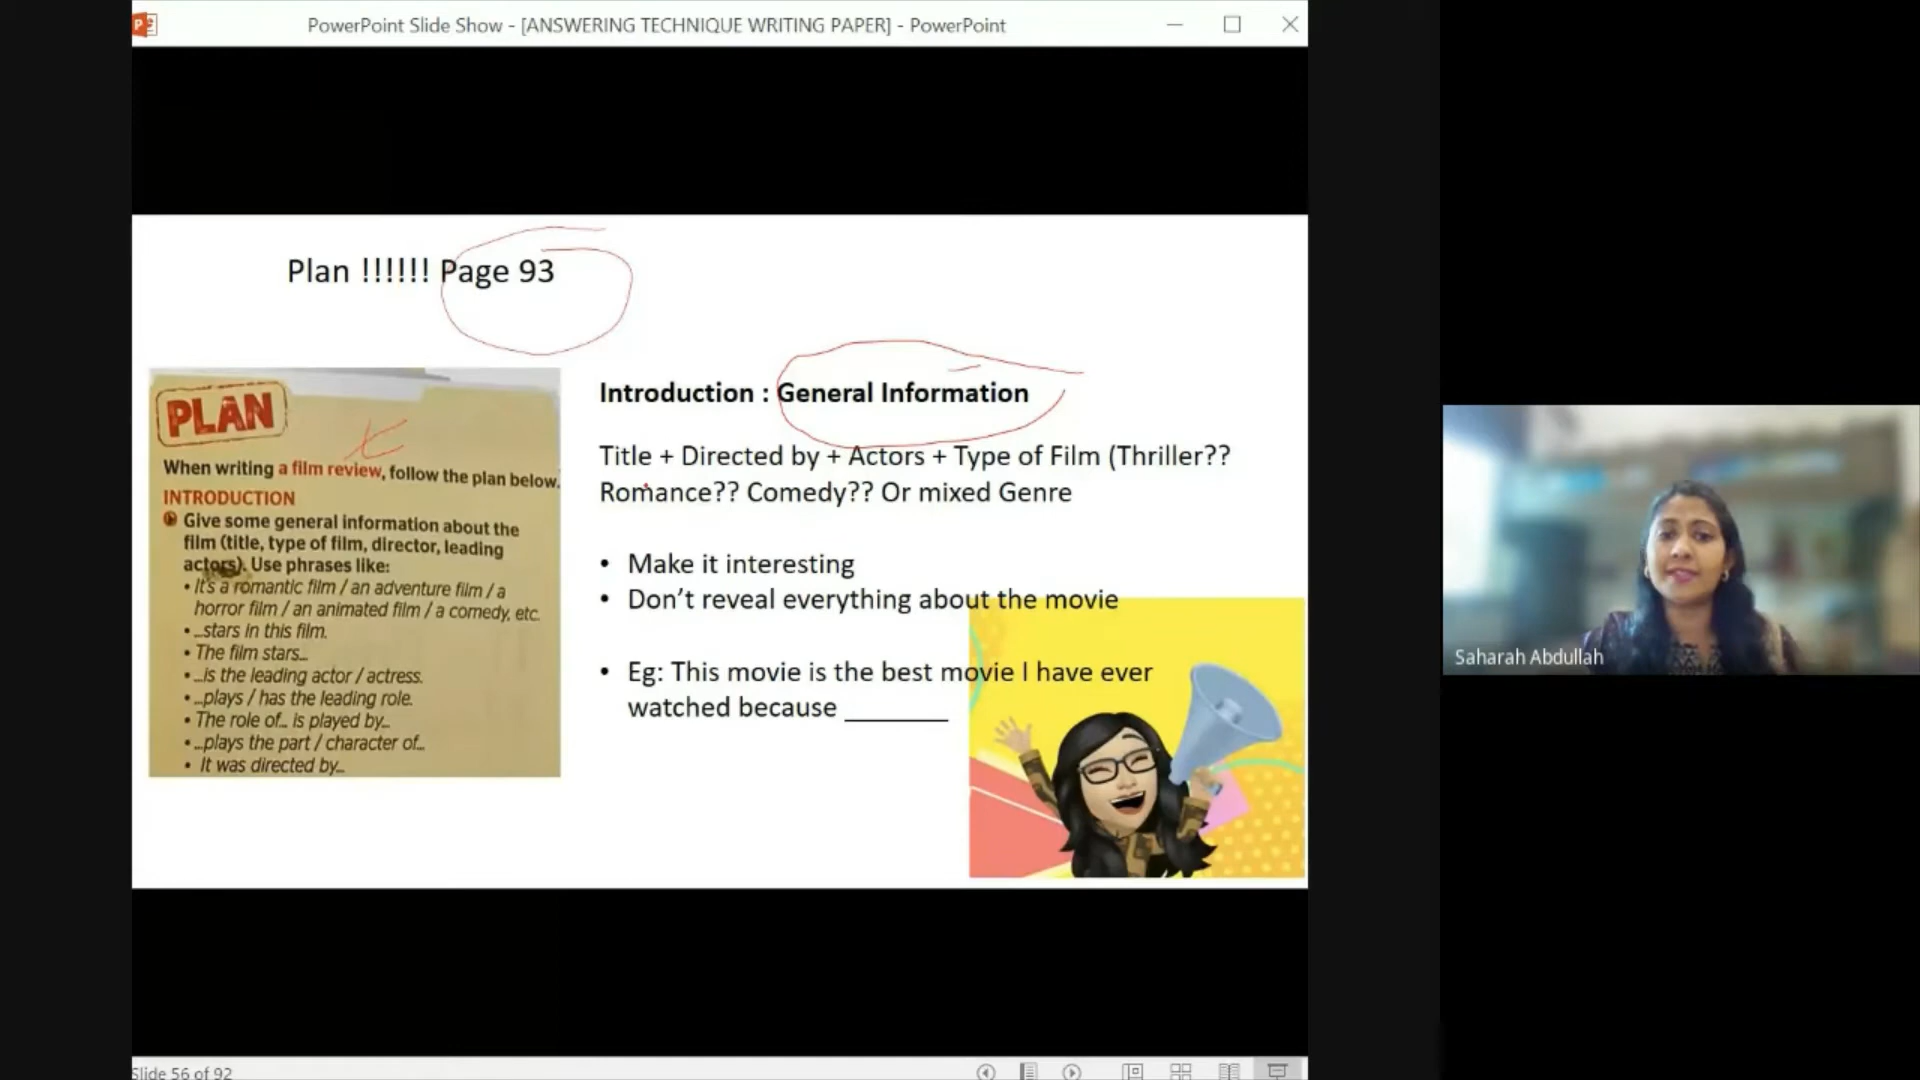 PowerPoint Slide Show - [ANSWERING TECHNIQUE WRITING PAPER] - PowerPoint
Plan !!!!!! Page 93
PLAN
When writing a film review, follow the plan below.
INTRODUCTION
Give some general information about the
film (title, type of film, director, leading
actors). Use phrases like:
• It's a romantic film / an adventure film / a
horror film / an animated film / a comedy, etc.
• ...stars in this film.
• The film stars...
• ...is the leading actor / actress.
• ...plays / has the leading role.
• The role of... is played by...
• ...plays the part / character of...
• It was directed by...
Introduction : General Information
Title + Directed by + Actors + Type of Film (Thriller??
Romance?? Comedy?? Or mixed Genre
• Make it interesting
• Don't reveal everything about the movie
• Eg: This movie is the best movie I have ever
watched because ________
Saharah Abdullah
Slide 56 of 92